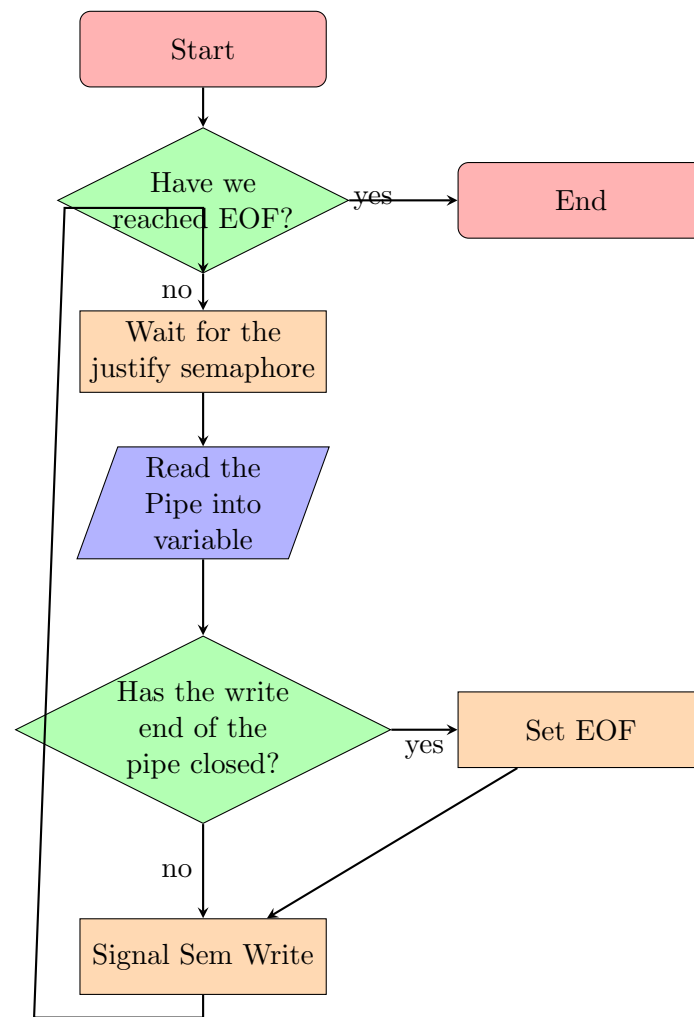 Start
Have we
reached EOF?
yes
End
no
Wait for the
justify semaphore
Read the
Pipe into
variable
Has the write
end of the
pipe closed?
yes
Set EOF
no
Signal Sem Write